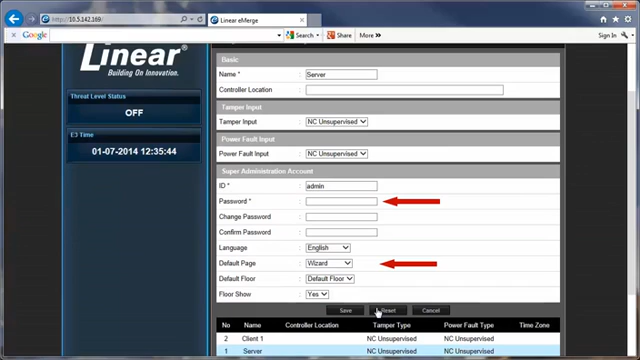 http://10.5.142.169/
Linear eMerge
Google
Search
Share
More »
Sign In
Linear®
Building On Innovation.
Threat Level Status
OFF
E3 Time
01-07-2014 12:35:44
Basic
Name * : Server
Controller Location :
Tamper Input
Tamper Input : NC Unsupervised
Power Fault Input
Power Fault Input : NC Unsupervised
Super Administration Account
ID * : admin
Password * :
Change Password :
Confirm Password :
Language : English
Default Page : Wizard
Default Floor : Default Floor
Floor Show : Yes
Save Reset Cancel
No Name Controller Location Tamper Type Power Fault Type Time Zone
2 Client 1 NC Unsupervised NC Unsupervised
1 Server NC Unsupervised NC Unsupervised